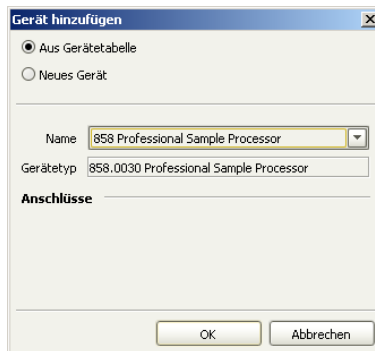 Gerät hinzufügen
Aus Gerätetabelle
Neues Gerät
Name 858 Professional Sample Processor
Gerätetyp 858.0030 Professional Sample Processor
Anschlüsse
OK Abbrechen